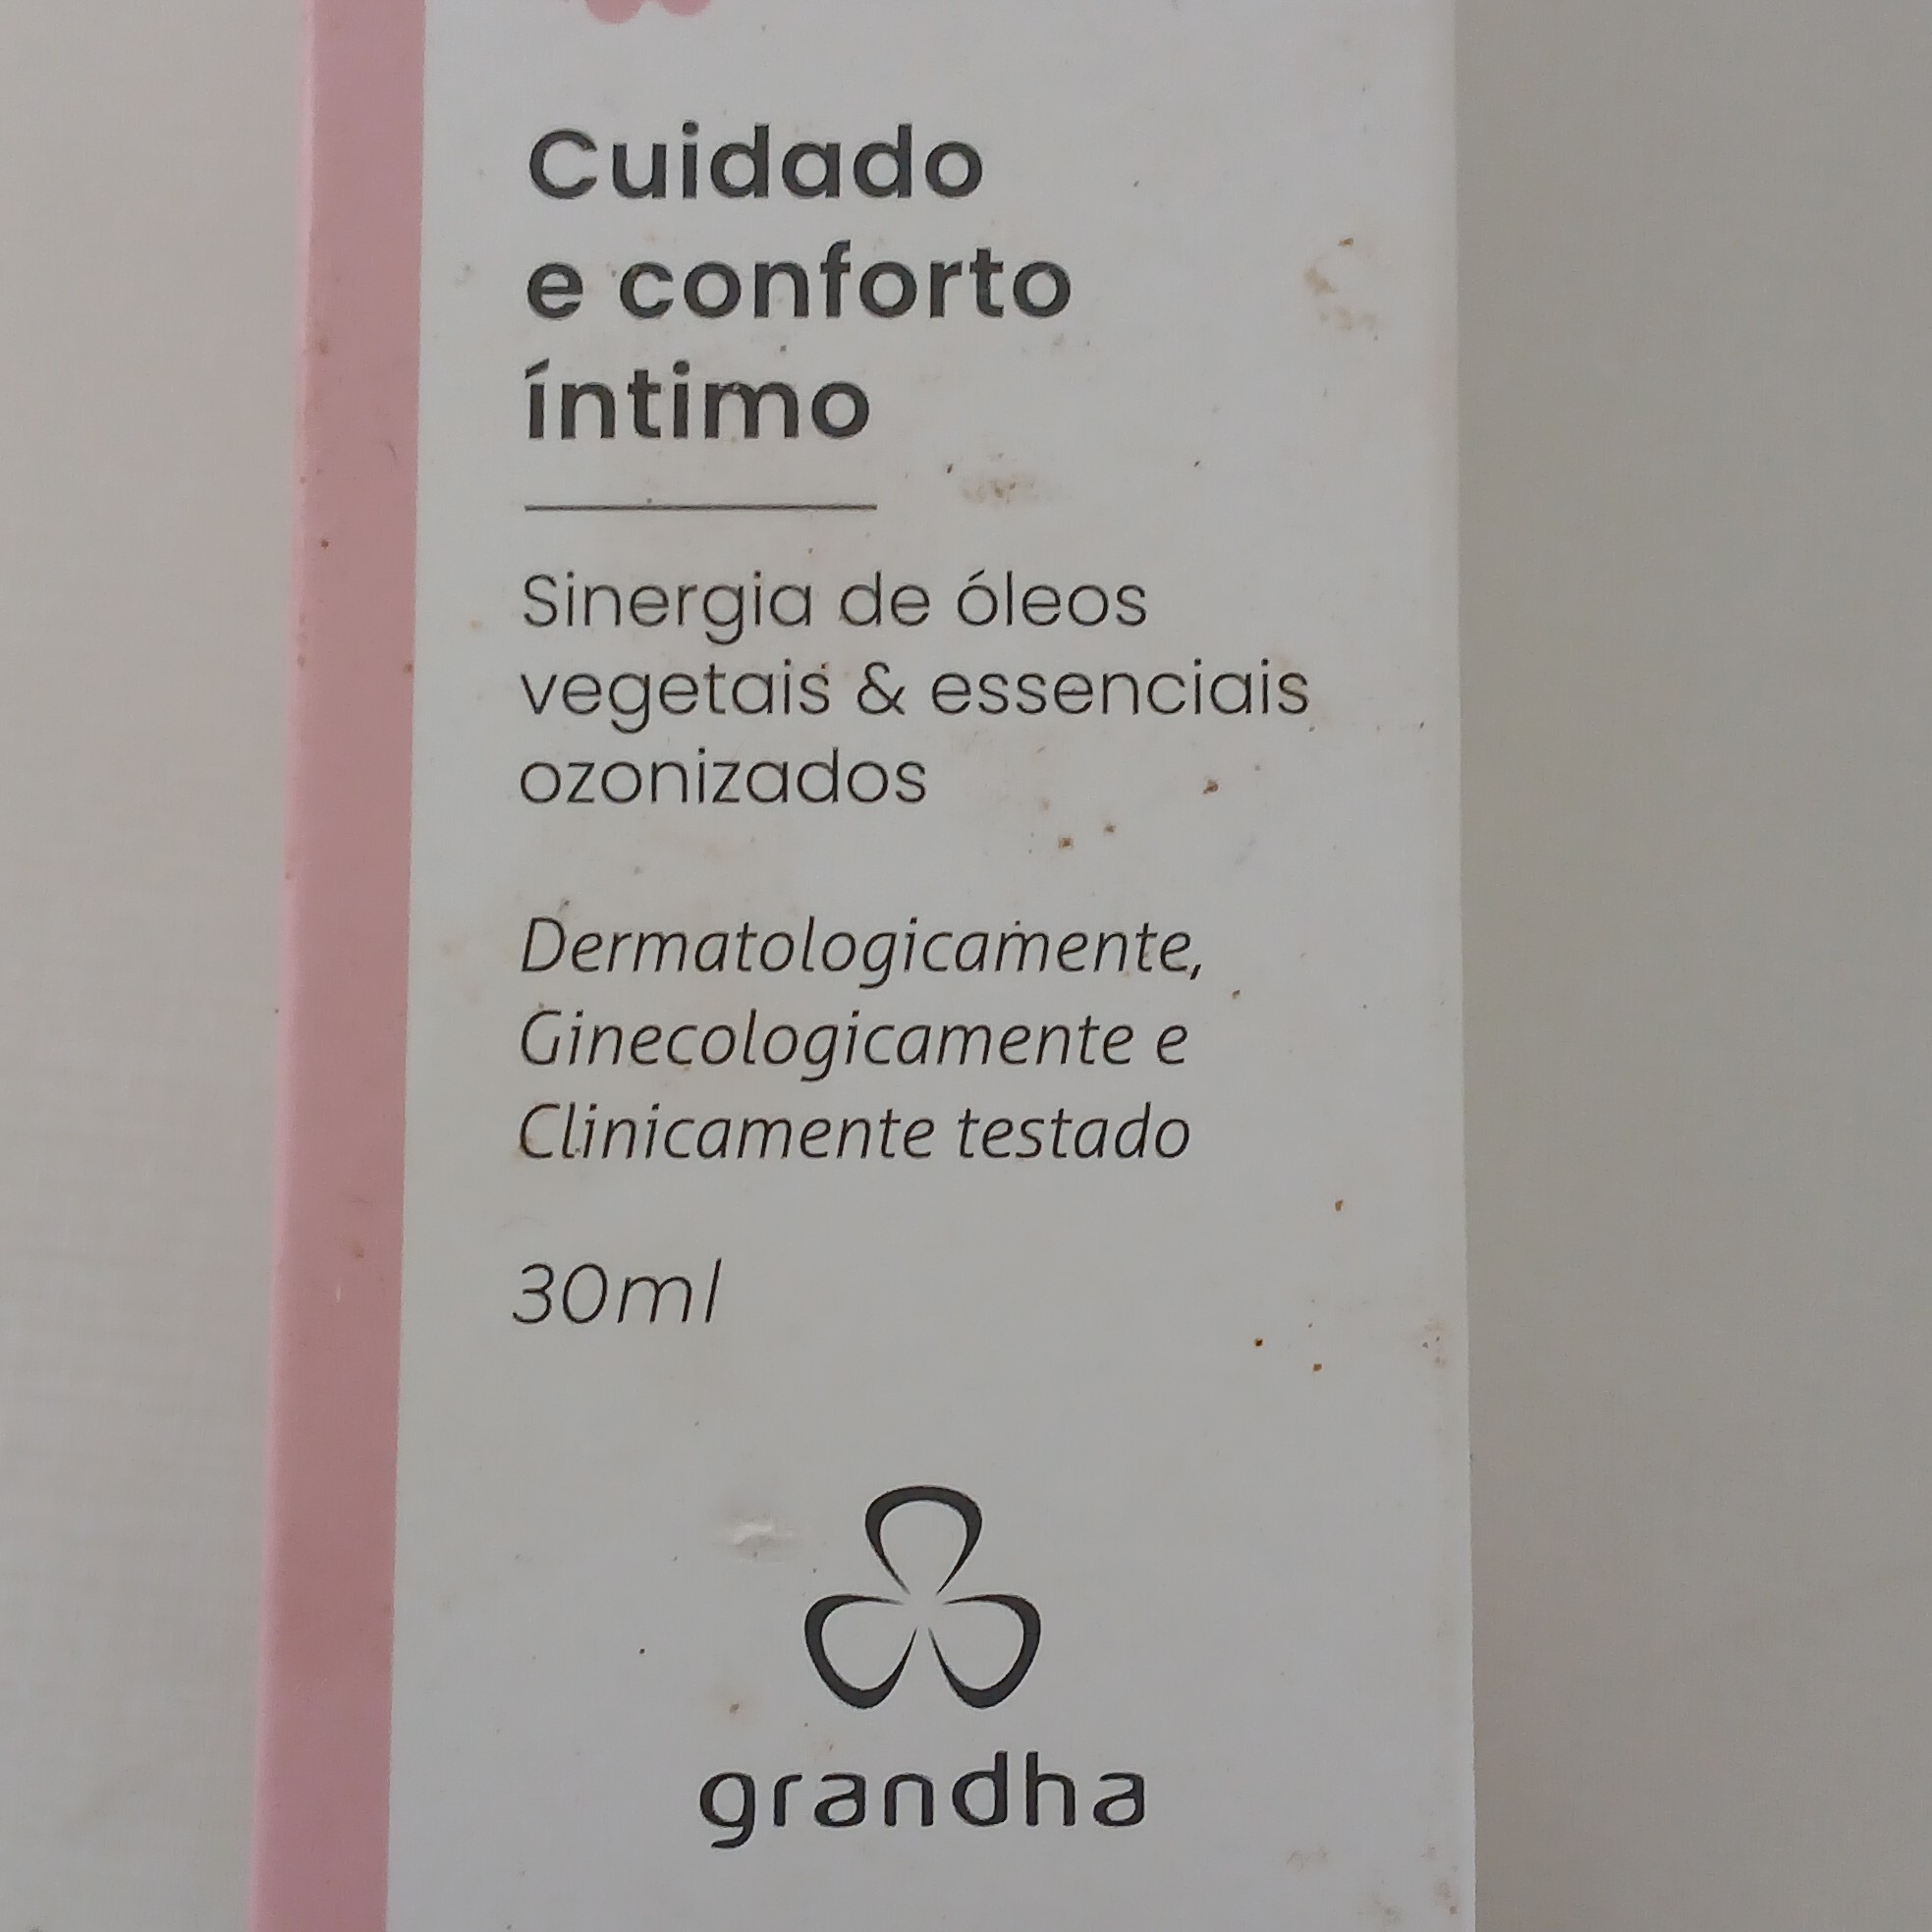 Cuidado
e conforto
íntimo
Sinergia de óleos
vegetais & essenciais
ozonizados
Dermatologicamente,
Ginecologicamente e
Clinicamente testado
30ml
grandha